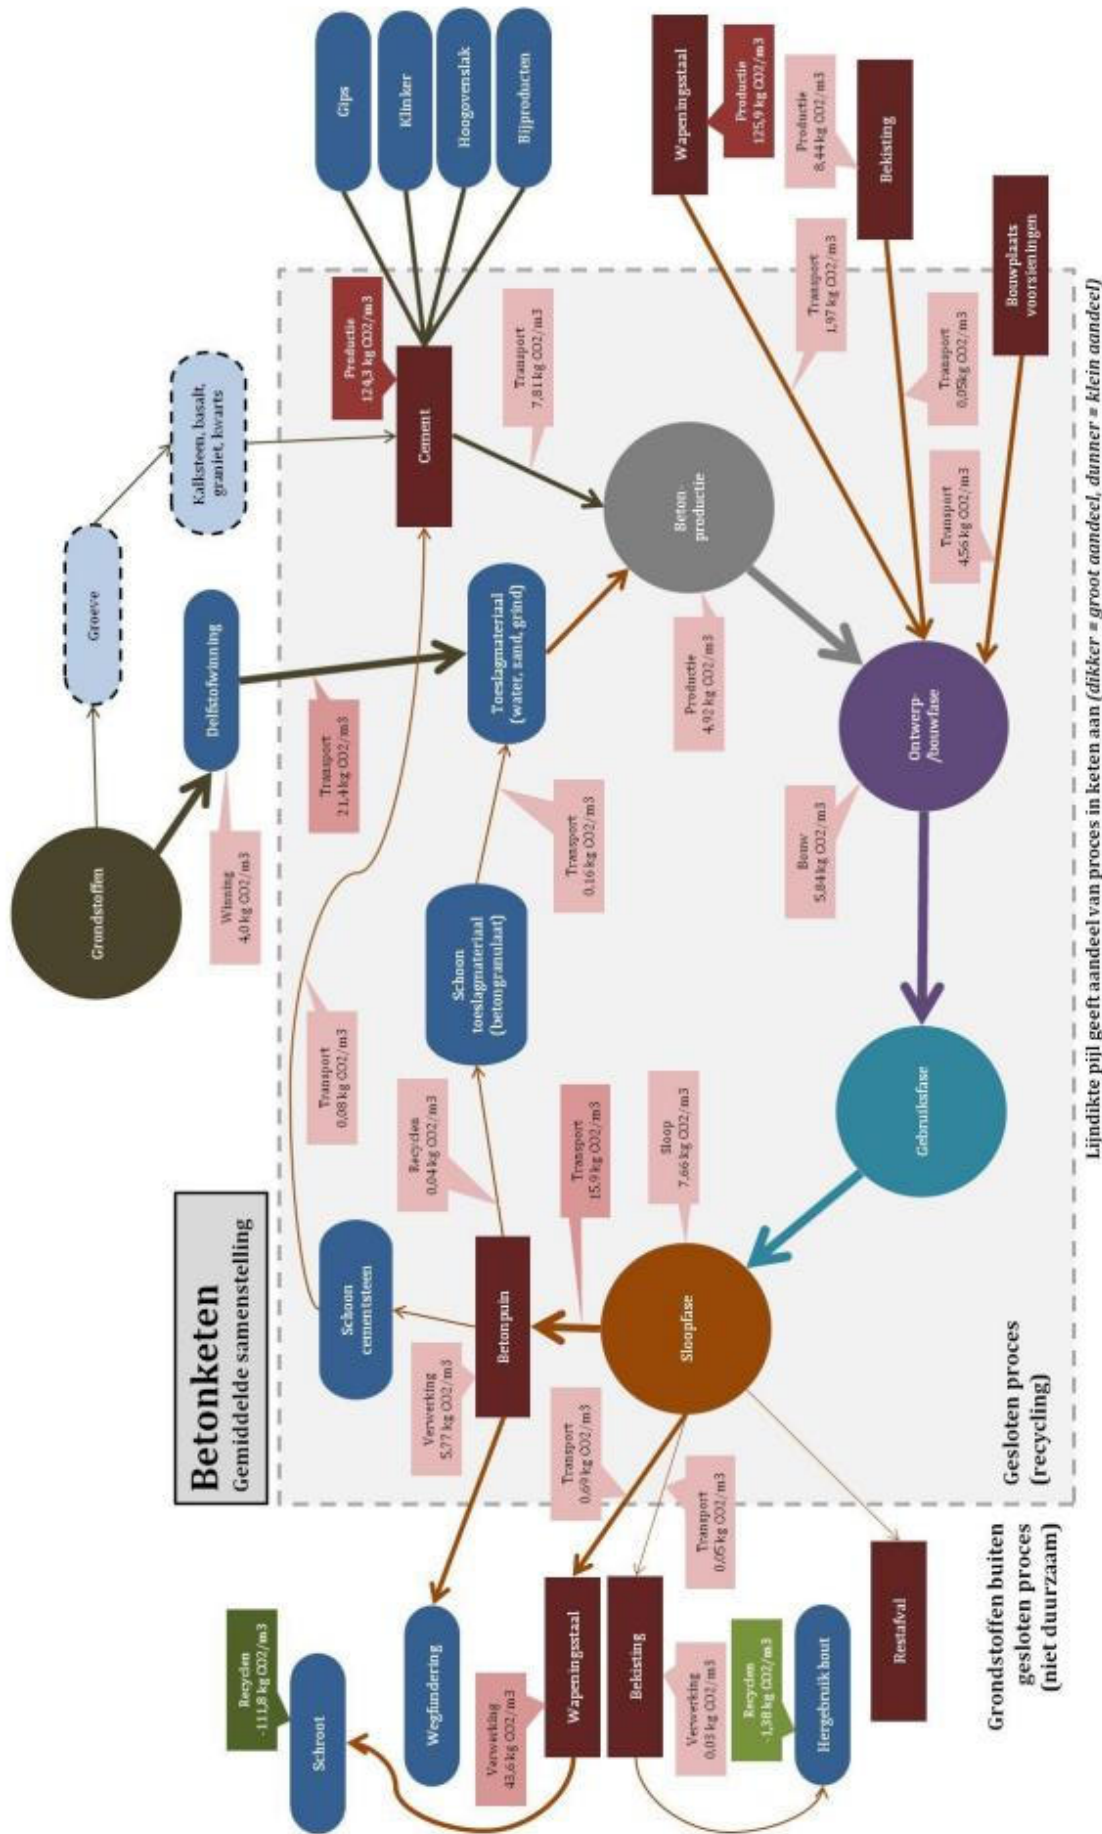 Betonketen
Gemiddelde samenstelling
Grondstoffen
Groeve
Kalksteen, basalt,
graniet, kwarts
Winning
4,0 kg CO2/m3
Delfstofwinning
Transport
21,4 kg CO2/m3
Gips
Klinker
Hoogovenslak
Bijproducten
Productie
124,3 kg CO2/m3
Cement
Transport
7,81 kg CO2/m3
Transport
0,08 kg CO2/m3
Schoon
cementsteen
Recyclen
0,04 kg CO2/m3
Schoon
toeslagmateriaal
(betongranulaat)
Transport
0,16 kg CO2/m3
Toeslagmateriaal
(water, zand, grind)
Beton-
productie
Productie
4,92 kg CO2/m3
Wapeningsstaal
Productie
125,9 kg CO2/m3
Transport
1,97 kg CO2/m3
Productie
8,44 kg CO2/m3
Bekisting
Transport
0,05kg CO2/m3
Bouwplaats
voorzieningen
Transport
4,56 kg CO2/m3
Ontwerp-
/bouwfase
Bouw
5,84 kg CO2/m3
Gebruiksfase
Sloopfase
Sloop
7,66 kg CO2/m3
Transport
15,9 kg CO2/m3
Betonpuin
Verwerking
5,77 kg CO2/m3
Wegfundering
Transport
0,69 kg CO2/m3
Transport
0,05 kg CO2/m3
Recyclen
-111,8 kg CO2/m3
Schroot
Verwerking
43,6 kg CO2/m3
Wapeningsstaal
Bekisting
Verwerking
0,03 kg CO2/m3
Recyclen
-1,38 kg CO2/m3
Hergebruik hout
Restafval
Grondstoffen buiten
gesloten proces
(niet duurzaam)
Gesloten proces
(recycling)
Lijndikte pijl geeft aandeel van proces in keten aan (dikker = groot aandeel, dunner = klein aandeel)